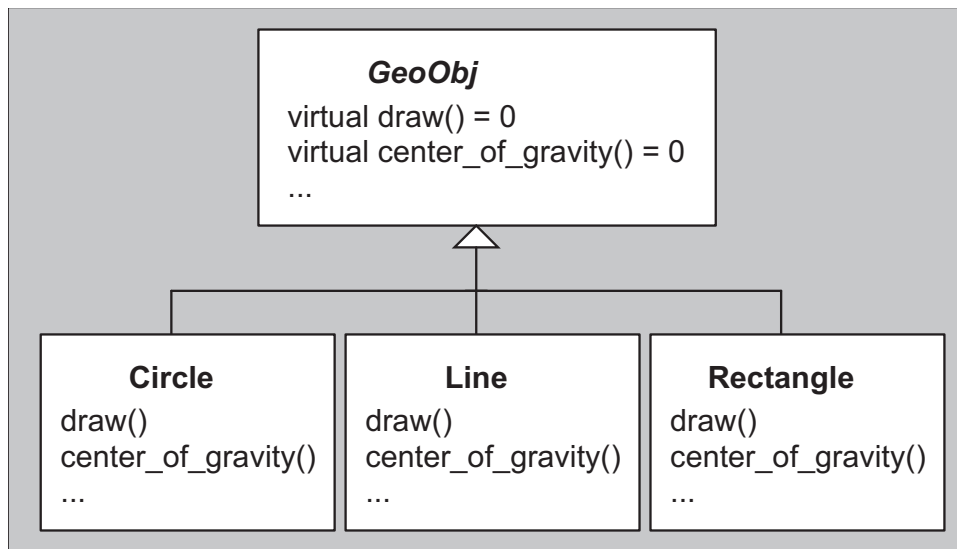 GeoObj
virtual draw() = 0
virtual center_of_gravity() = 0
...
Circle
draw()
center_of_gravity()
...
Line
draw()
center_of_gravity()
...
Rectangle
draw()
center_of_gravity()
...